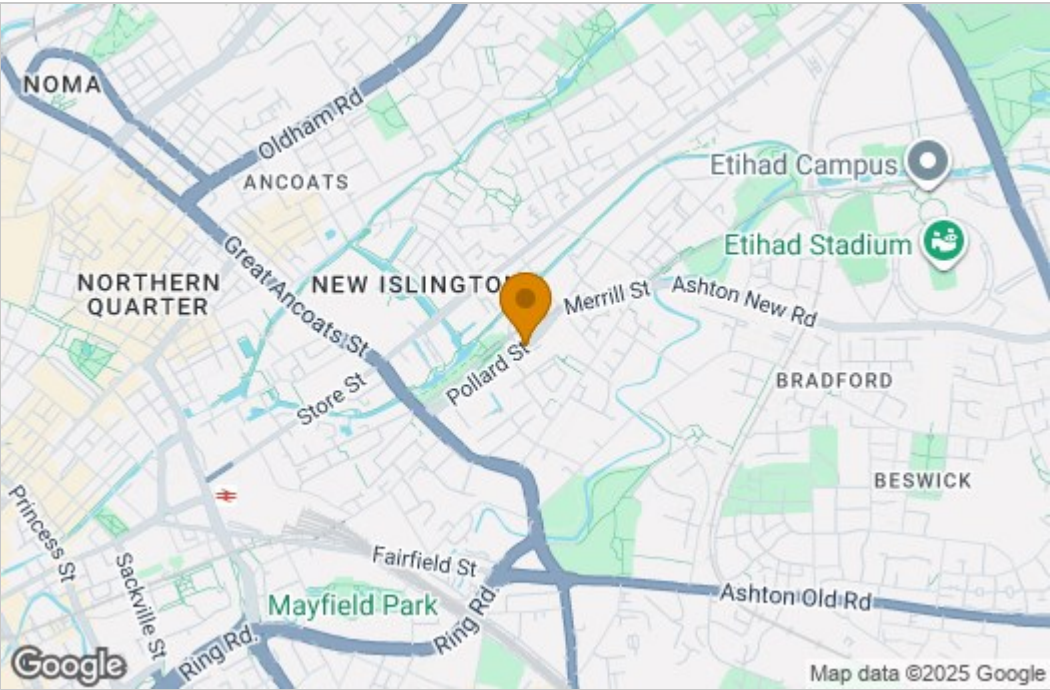 NOMA
Oldham Rd
ANCOATS
Etihad Campus
Etihad Stadium
NORTHERN
QUARTER
Great Ancoats St
NEW ISLINGTO
Merrill St
Ashton New Rd
Pollard St
Store St
BRADFORD
BESWICK
Princess St
Sackville St
Fairfield St
Mayfield Park
Ring Rd.
Ring Rd.
Ashton Old Rd
Google
Map data ©2025 Google